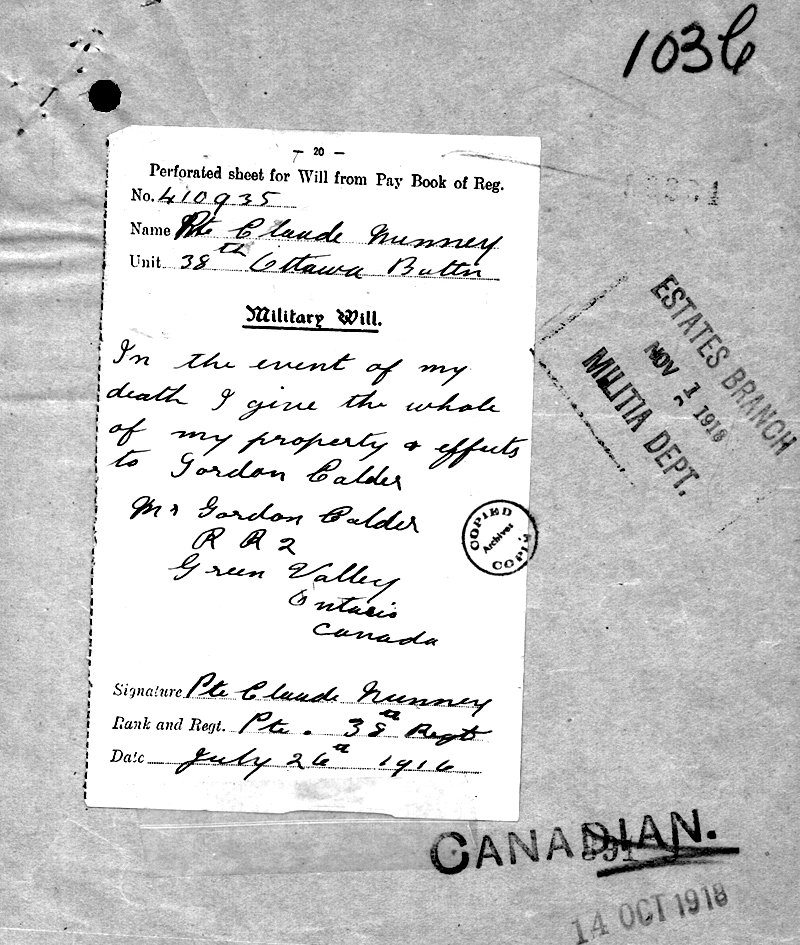 1036
– 20 –
Perforated sheet for Will from Pay Book of Reg.
No. 410935
Name Pte Claude Nunney
Unit 38th Ottawa Battn
Military Will.
In the event of my
death I give the whole
of my property & effects
to Gordon Calder
Mr Gordon Calder
R R 2
Green Valley
Ontario
Canada
Signature Pte Claude Nunney
Rank and Regt. Pte. 38th Regt
Date July 26th 1916
ESTATES BRANCH
NOV 1 1918
MILITIA DEPT.
COPIED
Archives
CANADIAN.
14 OCT 1918